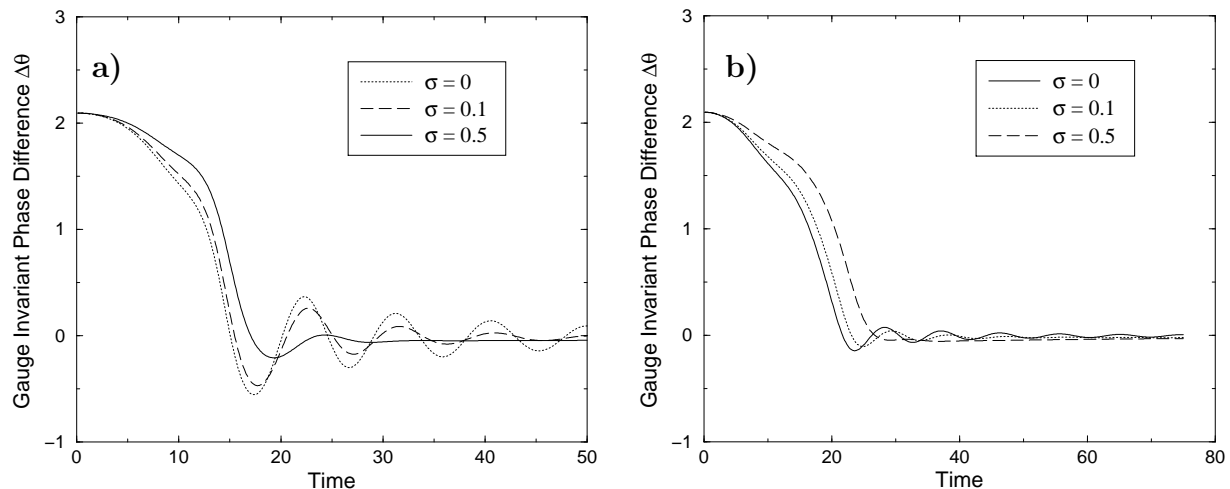 a)
Gauge Invariant Phase Difference Δθ
3
2
1
0
−1
σ = 0
σ = 0.1
σ = 0.5
0 10 20 30 40 50
Time
b)
Gauge Invariant Phase Difference Δθ
3
2
1
0
−1
σ = 0
σ = 0.1
σ = 0.5
0 20 40 60 80
Time